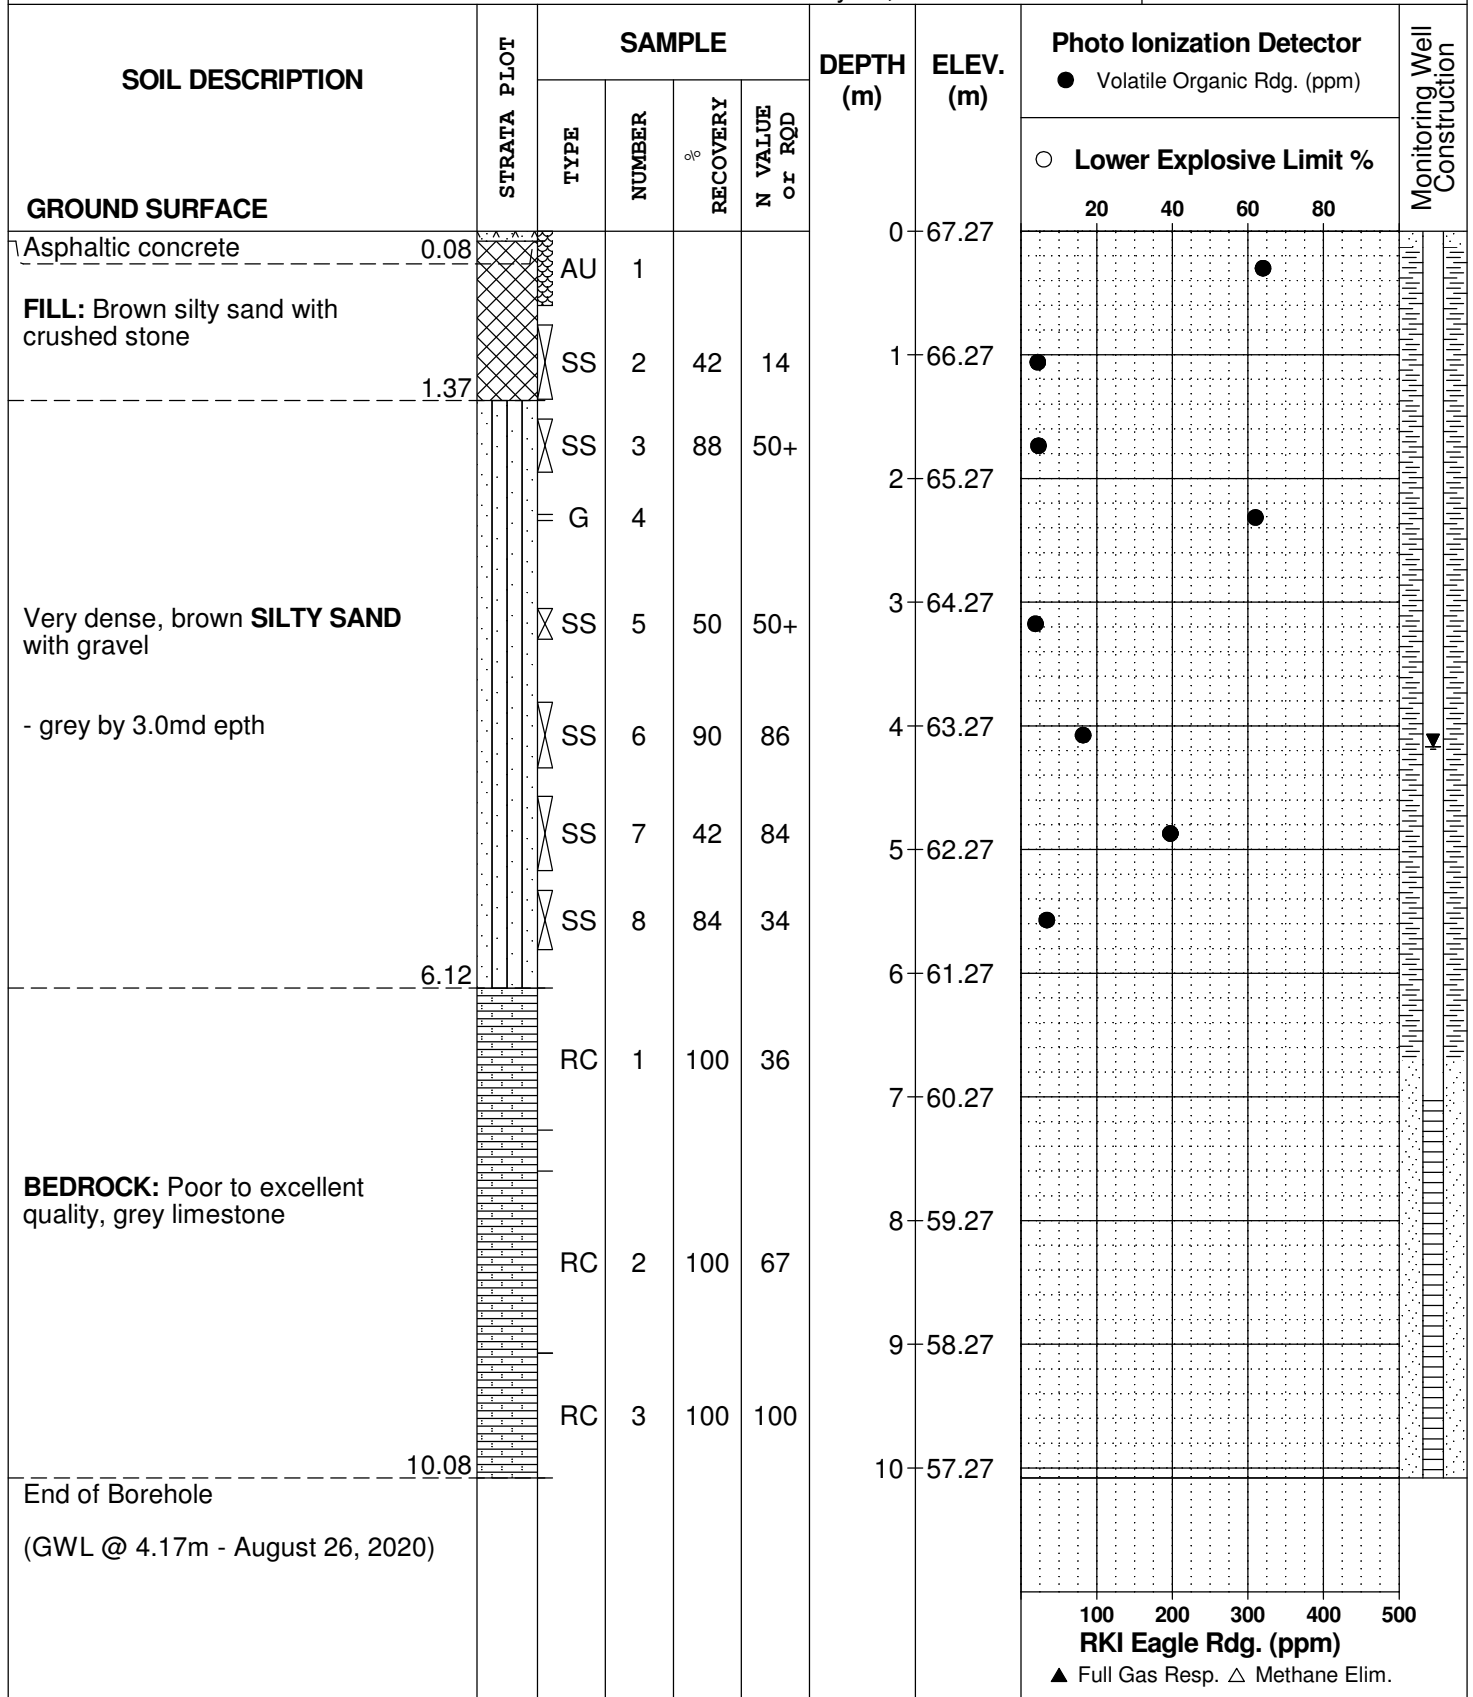 SOIL DESCRIPTION
GROUND SURFACE
STRATA PLOT
SAMPLE
TYPE
NUMBER
%
RECOVERY
N VALUE
or RQD
DEPTH
(m)
ELEV.
(m)
Photo Ionization Detector
● Volatile Organic Rdg. (ppm)
○ Lower Explosive Limit %
20 40 60 80
Monitoring Well
Construction
0 67.27
Asphaltic concrete 0.08
AU 1
FILL: Brown silty sand with
crushed stone
SS 2 42 14
1 66.27
1.37
SS 3 88 50+
2 65.27
G 4
3 64.27
Very dense, brown SILTY SAND
with gravel
SS 5 50 50+
- grey by 3.0md epth
4 63.27
SS 6 90 86
SS 7 42 84
5 62.27
SS 8 84 34
6.12
6 61.27
RC 1 100 36
7 60.27
BEDROCK: Poor to excellent
quality, grey limestone
8 59.27
RC 2 100 67
9 58.27
RC 3 100 100
10.08
10 57.27
End of Borehole
(GWL @ 4.17m - August 26, 2020)
100 200 300 400 500
RKI Eagle Rdg. (ppm)
▲ Full Gas Resp. △ Methane Elim.